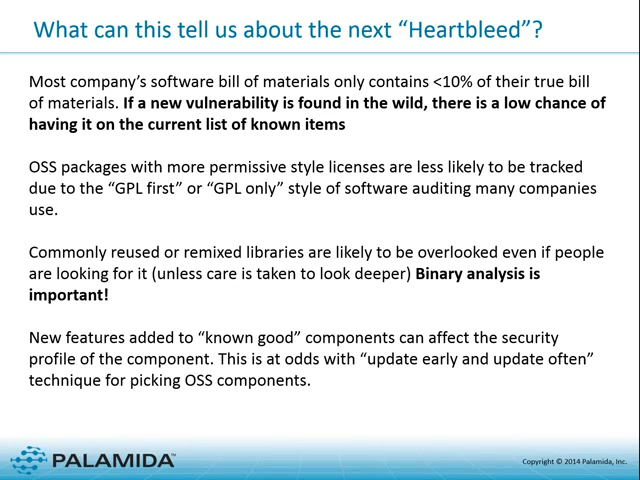 What can this tell us about the next “Heartbleed”?
Most company’s software bill of materials only contains <10% of their true bill
of materials. If a new vulnerability is found in the wild, there is a low chance of
having it on the current list of known items
OSS packages with more permissive style licenses are less likely to be tracked
due to the “GPL first” or “GPL only” style of software auditing many companies
use.
Commonly reused or remixed libraries are likely to be overlooked even if people
are looking for it (unless care is taken to look deeper) Binary analysis is
important!
New features added to “known good” components can affect the security
profile of the component. This is at odds with “update early and update often”
technique for picking OSS components.
PALAMIDA™
Copyright © 2014 Palamida, Inc.